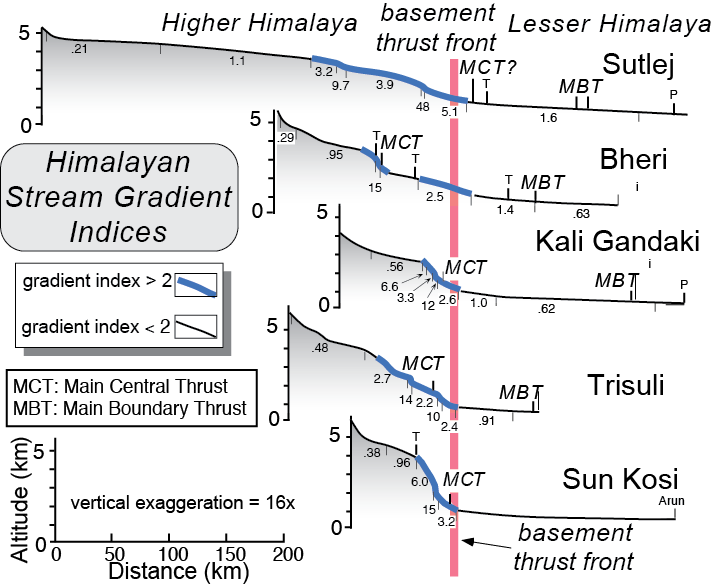 Higher Himalaya
basement
thrust front
Lesser Himalaya
5
0
.21
1.1
3.2
9.7
3.9
48
5.1
MCT?
T
MBT
P
1.6
Sutlej
5
0
.29
.95
T
MCT
T
15
2.5
T
MBT
1.4
.63
i
Bheri
Himalayan
Stream Gradient
Indices
5
0
.56
6.6
3.3
12
2.6
MCT
1.0
.62
MBT
i
P
Kali Gandaki
gradient index > 2
gradient index < 2
MCT: Main Central Thrust
MBT: Main Boundary Thrust
5
0
.48
2.7
14
2.2
10
2.4
MCT
.91
MBT
Trisuli
5
0
.38
.96
T
6.0
15
3.2
MCT
Arun
Sun Kosi
basement
thrust front
Altitude (km)
5
0
vertical exaggeration = 16x
0 50 100 150 200
Distance (km)